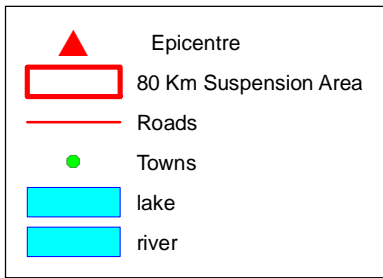 Epicentre
80 Km Suspension Area
Roads
Towns
lake
river